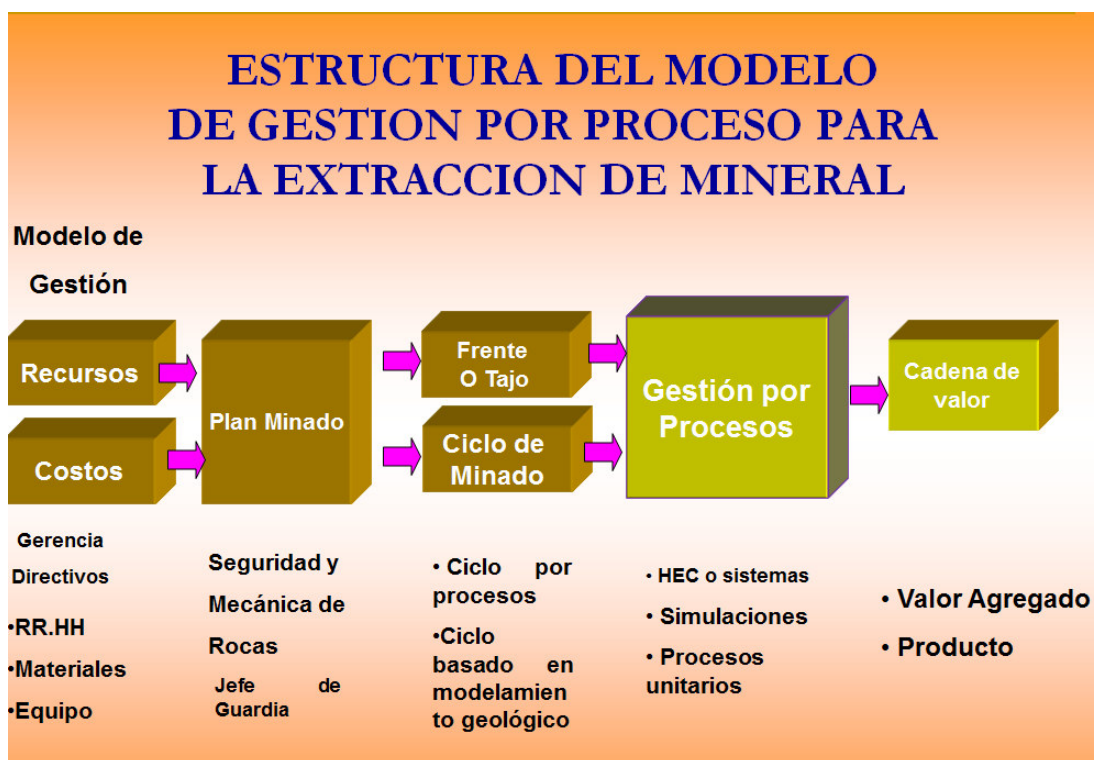 ESTRUCTURA DEL MODELO
DE GESTION POR PROCESO PARA
LA EXTRACCION DE MINERAL
Modelo de
Gestión
Recursos
Costos
Plan Minado
Frente
O Tajo
Ciclo de
Minado
Gestión por
Procesos
Cadena de
valor
Gerencia
Directivos
•RR.HH
•Materiales
•Equipo
Seguridad y
Mecánica de
Rocas
Jefe de
Guardia
• Ciclo por
procesos
•Ciclo
basado en
modelamien
to geológico
• HEC o sistemas
• Simulaciones
• Procesos
unitarios
• Valor Agregado
• Producto